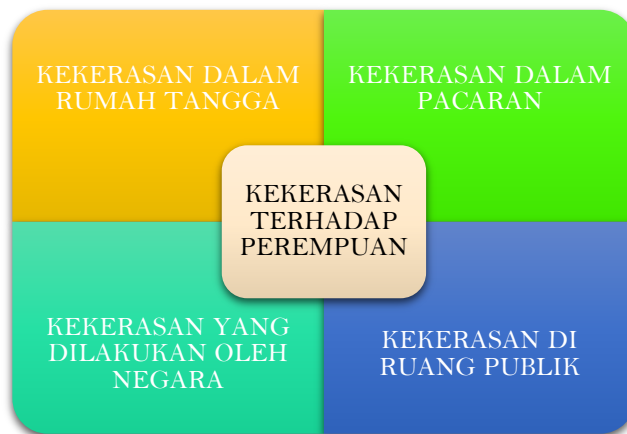 KEKERASAN DALAM
RUMAH TANGGA
KEKERASAN DALAM
PACARAN
KEKERASAN
TERHADAP
PEREMPUAN
KEKERASAN YANG
DILAKUKAN OLEH
NEGARA
KEKERASAN DI
RUANG PUBLIK